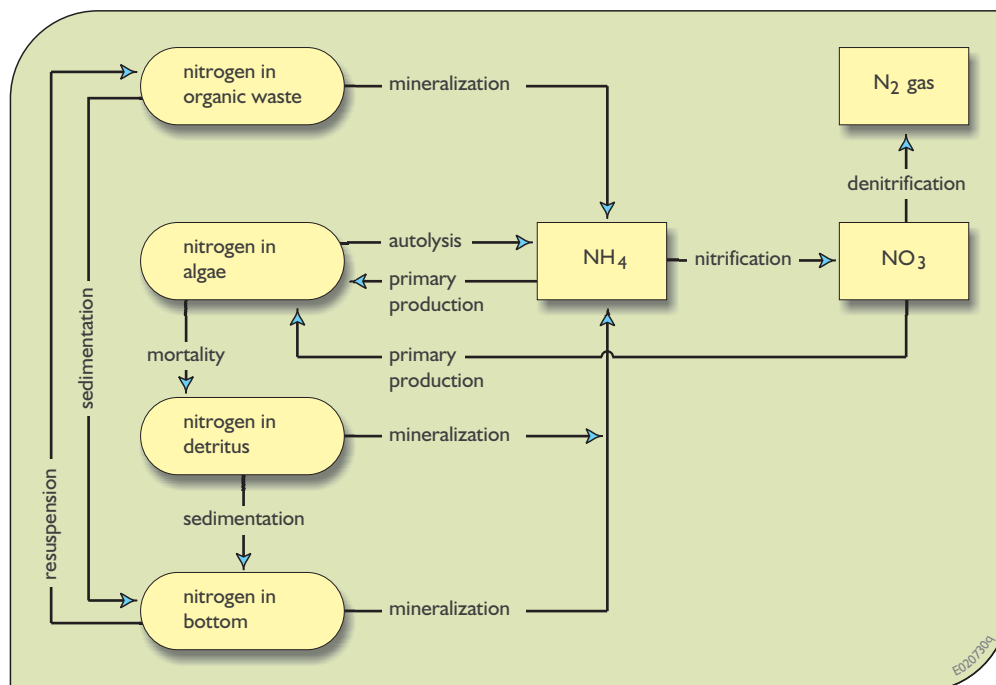 nitrogen in
organic waste
mineralization
N2 gas
denitrification
nitrogen in
algae
autolysis
primary
production
NH4
nitrification
NO3
sedimentation
resuspension
mortality
primary
production
nitrogen in
detritus
mineralization
sedimentation
nitrogen in
bottom
mineralization
E0207309